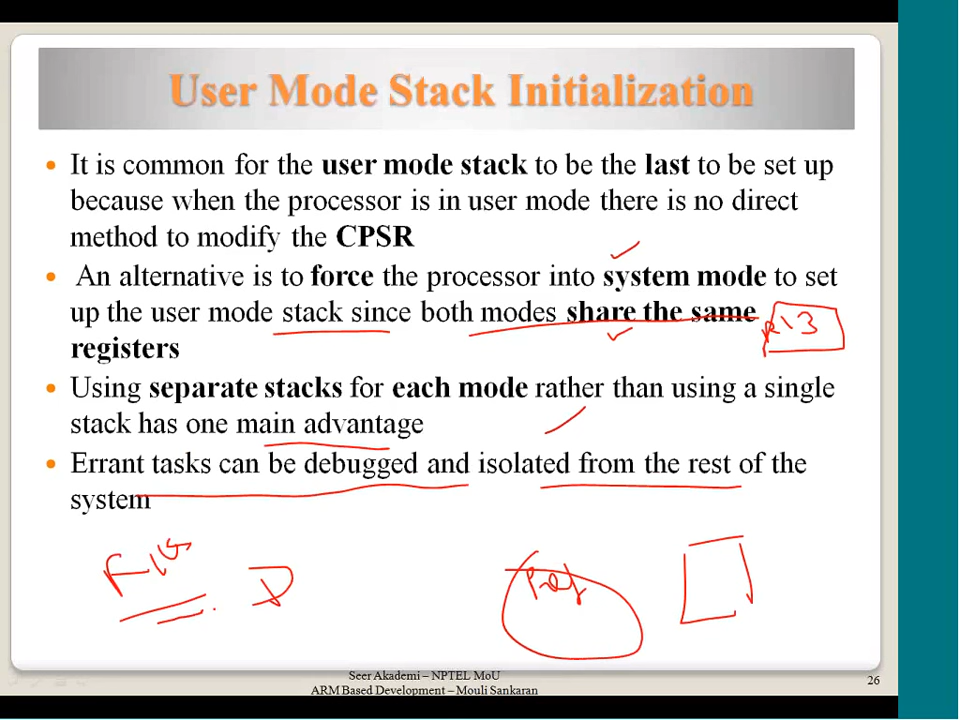 User Mode Stack Initialization
• It is common for the user mode stack to be the last to be set up
because when the processor is in user mode there is no direct
method to modify the CPSR
• An alternative is to force the processor into system mode to set
up the user mode stack since both modes share the same
R13
registers
• Using separate stacks for each mode rather than using a single
stack has one main advantage
• Errant tasks can be debugged and isolated from the rest of the
system
Seer Akademi – NPTEL MoU
ARM Based Development – Mouli Sankaran
26